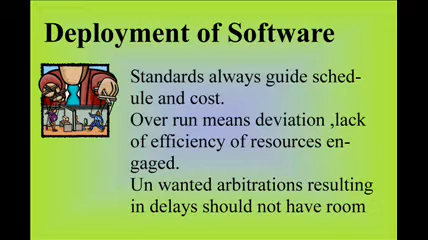 Deployment of Software
Standards always guide sched-
ule and cost.
Over run means deviation ,lack
of efficiency of resources en-
gaged.
Un wanted arbitrations resulting
in delays should not have room